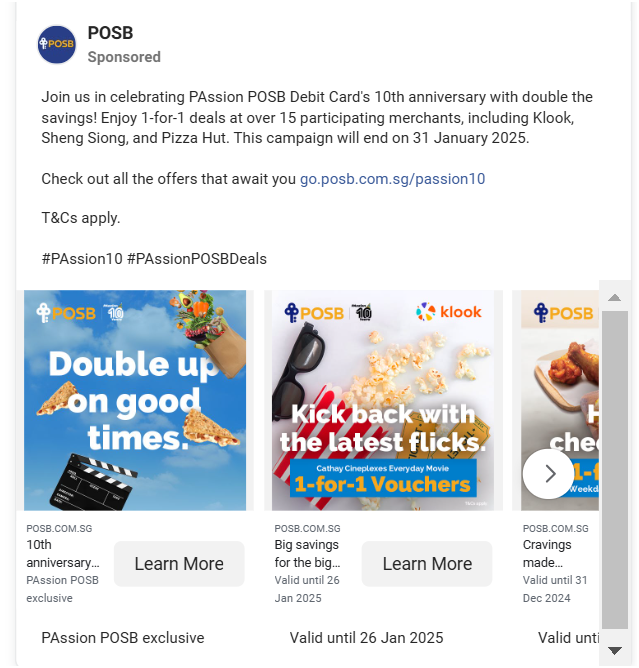 POSB
POSB
Sponsored
Join us in celebrating PAssion POSB Debit Card's 10th anniversary with double the
savings! Enjoy 1-for-1 deals at over 15 participating merchants, including Klook,
Sheng Siong, and Pizza Hut. This campaign will end on 31 January 2025.
Check out all the offers that await you go.posb.com.sg/passion10
T&Cs apply.
#PAssion10 #PAssionPOSBDeals
POSB
10
Double up
on good
times.
POSB.COM.SG
10th
anniversary...
PAssion POSB
exclusive
Learn More
PAssion POSB exclusive
POSB
10
klook
Kick back with
the latest flicks.
Cathay Cineplexes Everyday Movie
1-for-1 Vouchers
POSB.COM.SG
Big savings
for the big...
Valid until 26
Jan 2025
Learn More
Valid until 26 Jan 2025
POSB
H
chee
1-f
Weekd
POSB.COM.SG
Cravings
made...
Valid until 31
Dec 2024
Valid unti